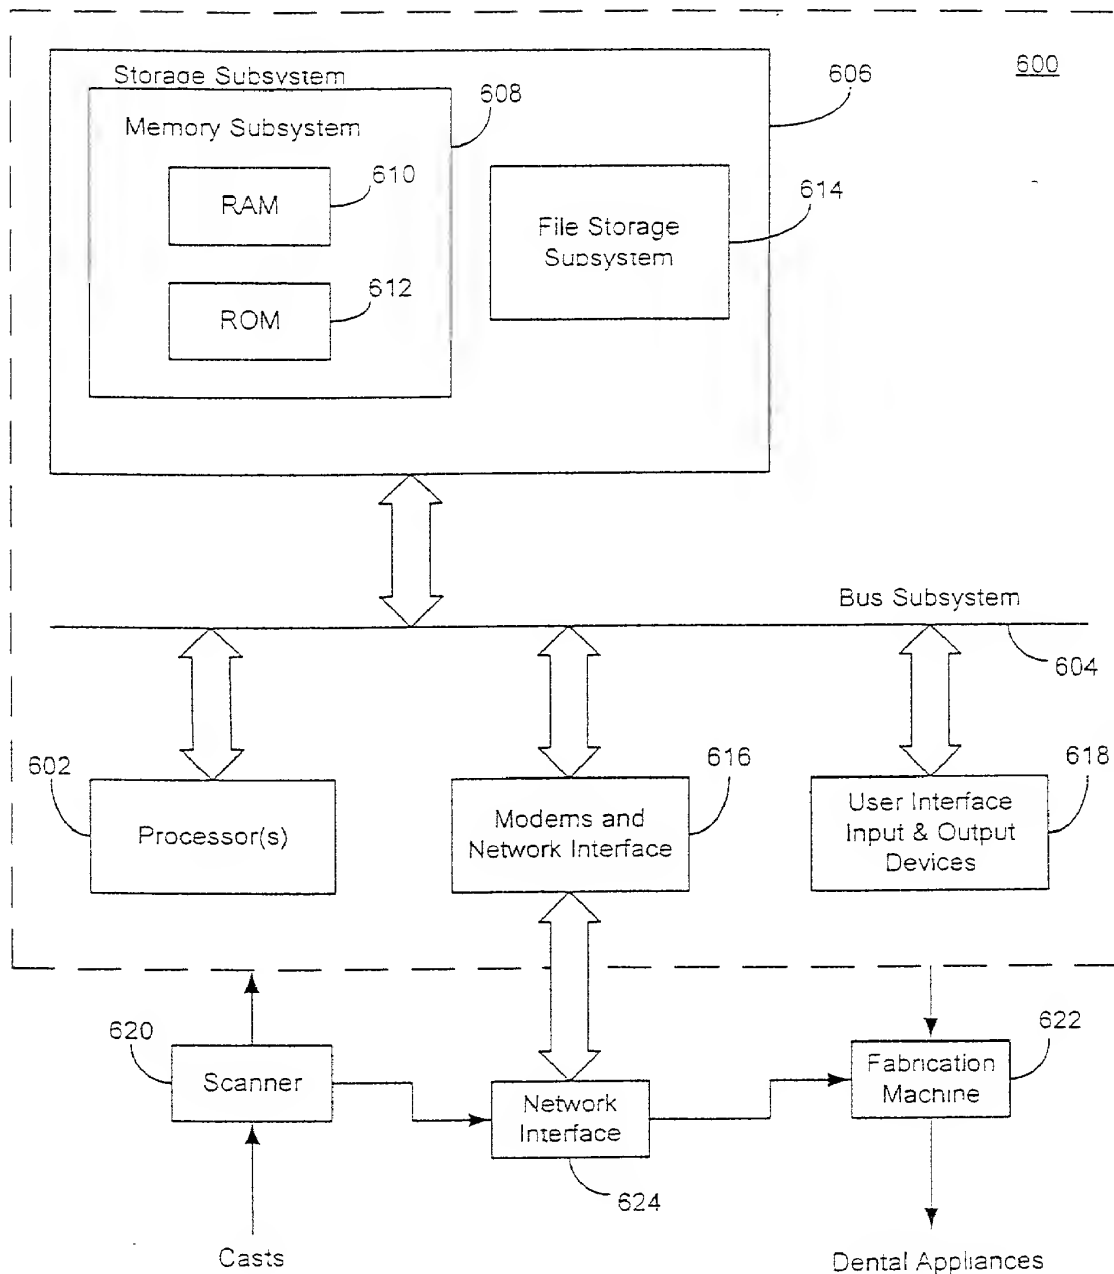 600
606
Storage Subsystem
608
Memory Subsystem
610
RAM
614
File Storage
Subsystem
612
ROM
Bus Subsystem
604
602
Processor(s)
616
Modems and
Network Interface
618
User Interface
Input & Output
Devices
620
Scanner
622
Fabrication
Machine
Network
Interface
624
Casts
Dental Appliances